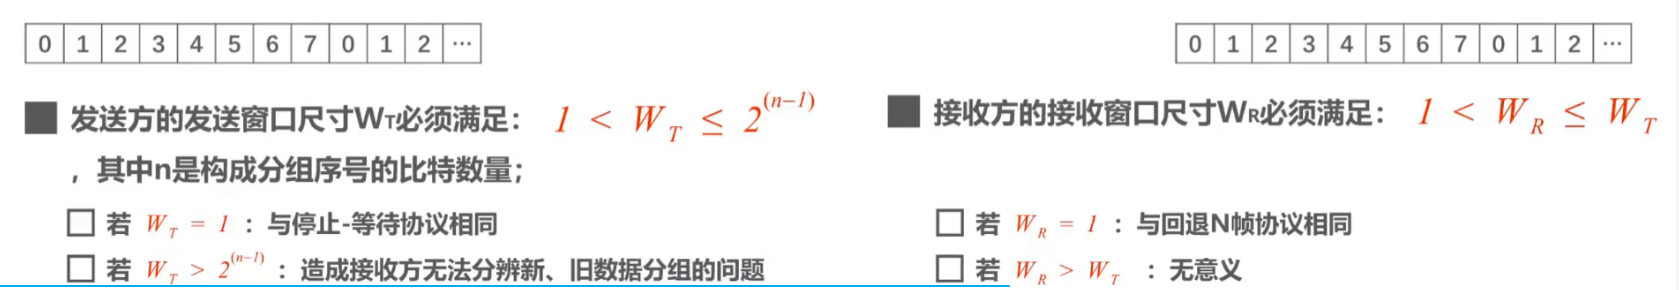 0 1 2 3 4 5 6 7 0 1 2 …
■ 发送方的发送窗口尺寸WT必须满足： 1 < W_T ≤ 2^(n-1)
，其中n是构成分组序号的比特数量；
□ 若 W_T = 1 ：与停止-等待协议相同
□ 若 W_T > 2^(n-1) ：造成接收方无法分辨新、旧数据分组的问题
0 1 2 3 4 5 6 7 0 1 2 …
■ 接收方的接收窗口尺寸WR必须满足： 1 < W_R ≤ W_T
□ 若 W_R = 1 ：与回退N帧协议相同
□ 若 W_R > W_T ：无意义